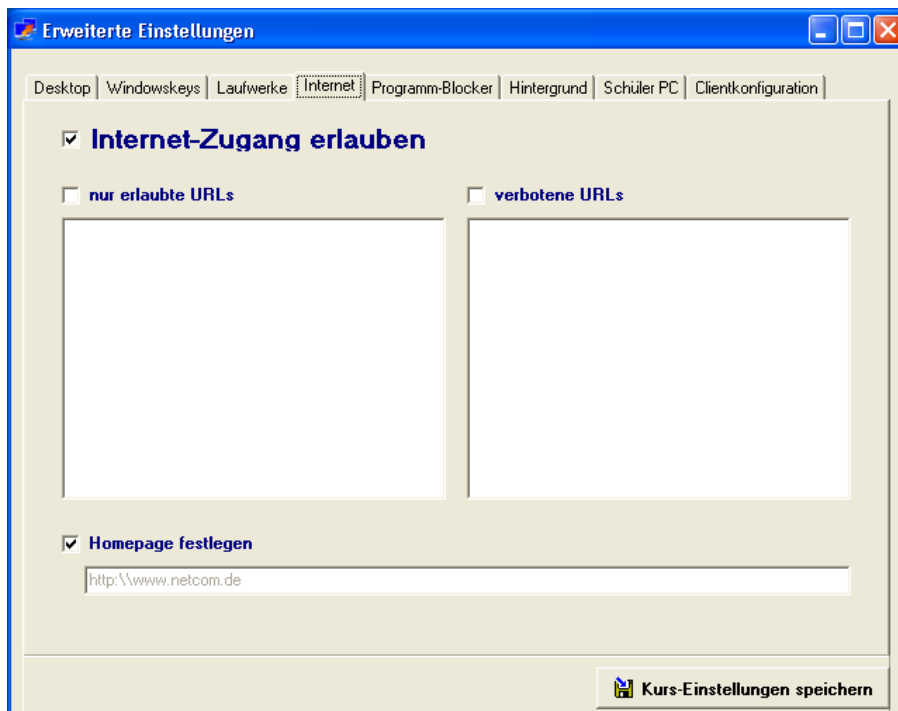 Erweiterte Einstellungen
Desktop Windowskeys Laufwerke Internet Programm-Blocker Hintergrund Schüler PC Clientkonfiguration
Internet-Zugang erlauben
nur erlaubte URLs verbotene URLs
Homepage festlegen
http:\\www.netcom.de
Kurs-Einstellungen speichern